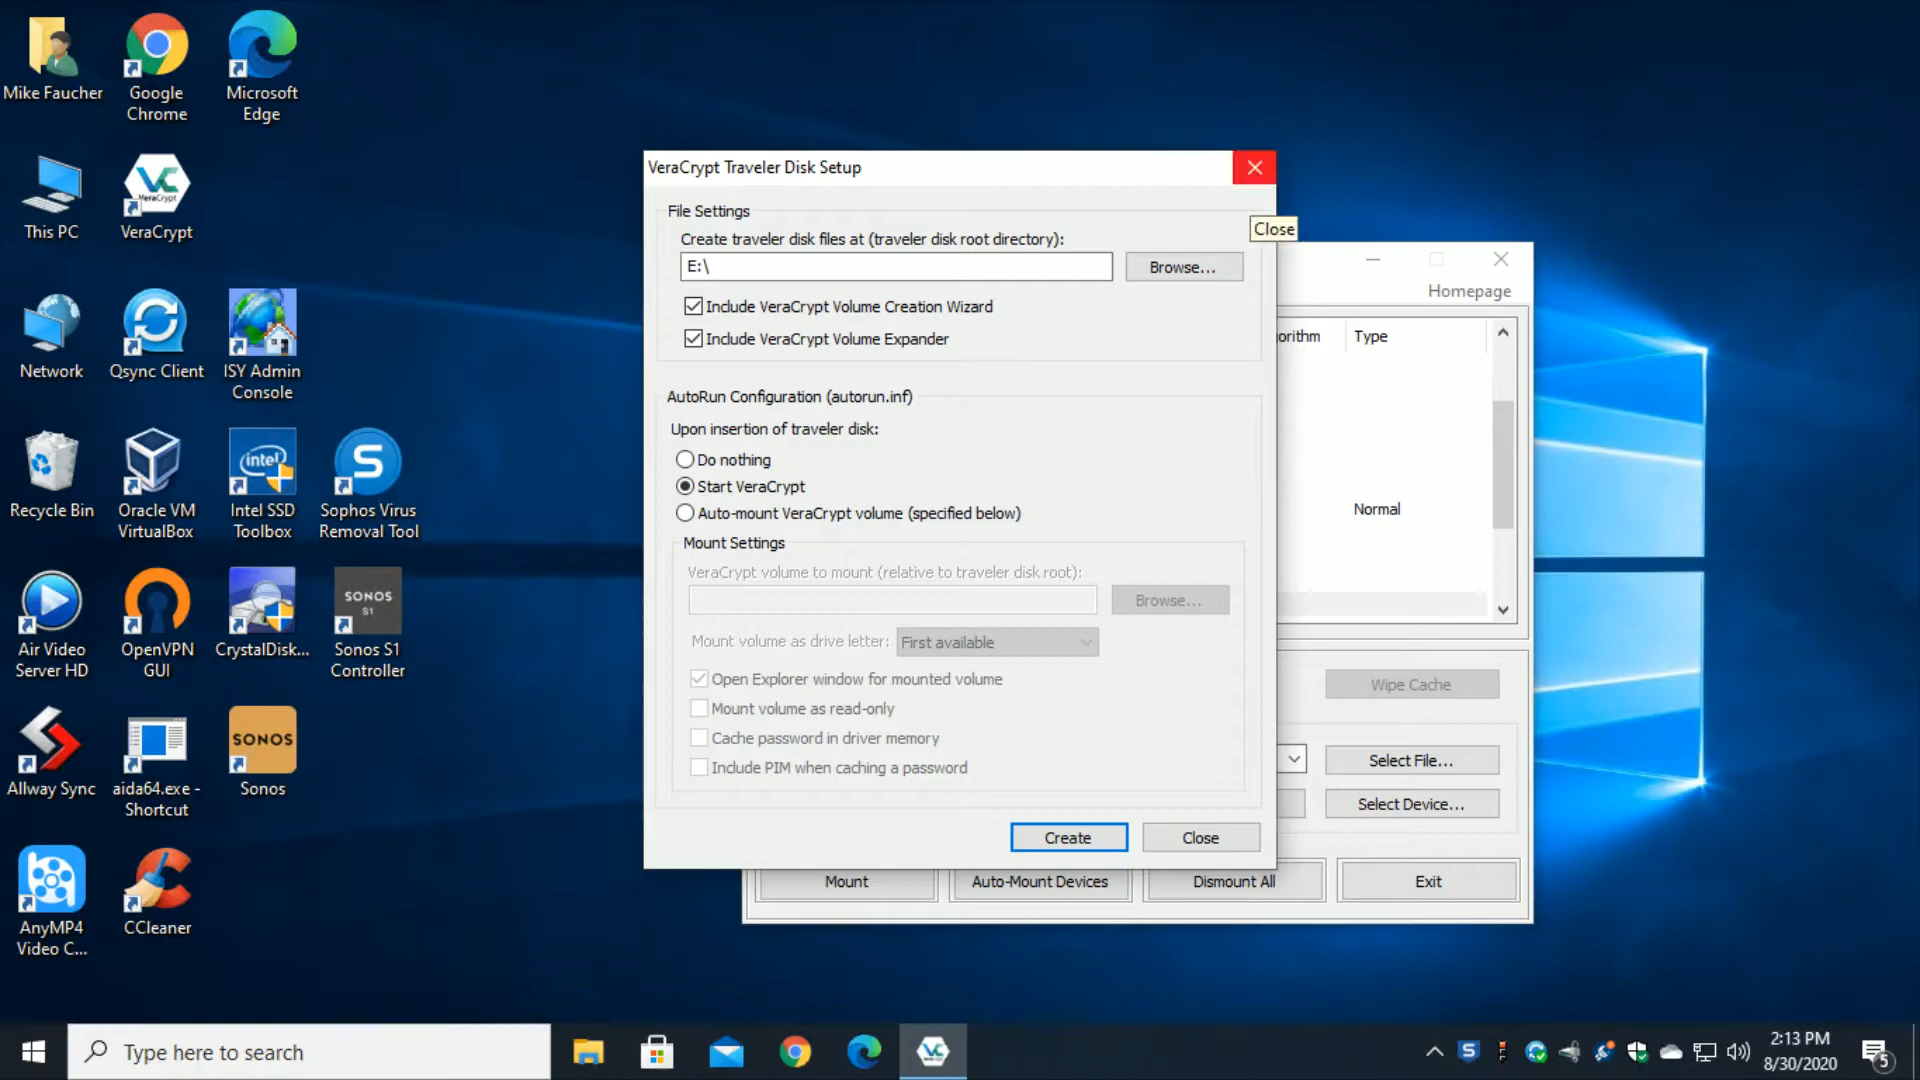 Mike Faucher
Google
Chrome
Microsoft
Edge
This PC
VeraCrypt
VeraCrypt
Network
Qsync Client
ISY Admin
Console
Recycle Bin
Oracle VM
VirtualBox
intel
Intel SSD
Toolbox
S
Sophos Virus
Removal Tool
Air Video
Server HD
OpenVPN
GUI
CrystalDisk...
SONOS
S1
Sonos S1
Controller
Allway Sync
aida64.exe -
Shortcut
SONOS
Sonos
AnyMP4
Video C...
CCleaner
VeraCrypt Traveler Disk Setup
File Settings
Create traveler disk files at (traveler disk root directory):
E:\
Browse...
Include VeraCrypt Volume Creation Wizard
Include VeraCrypt Volume Expander
AutoRun Configuration (autorun.inf)
Upon insertion of traveler disk:
Do nothing
Start VeraCrypt
Auto-mount VeraCrypt volume (specified below)
Mount Settings
VeraCrypt volume to mount (relative to traveler disk root):
Browse...
Mount volume as drive letter:
First available
Open Explorer window for mounted volume
Mount volume as read-only
Cache password in driver memory
Include PIM when caching a password
Create
Close
Close
Homepage
orithm
Type
Normal
Wipe Cache
Select File...
Select Device...
Mount
Auto-Mount Devices
Dismount All
Exit
Type here to search
2:13 PM
8/30/2020
5